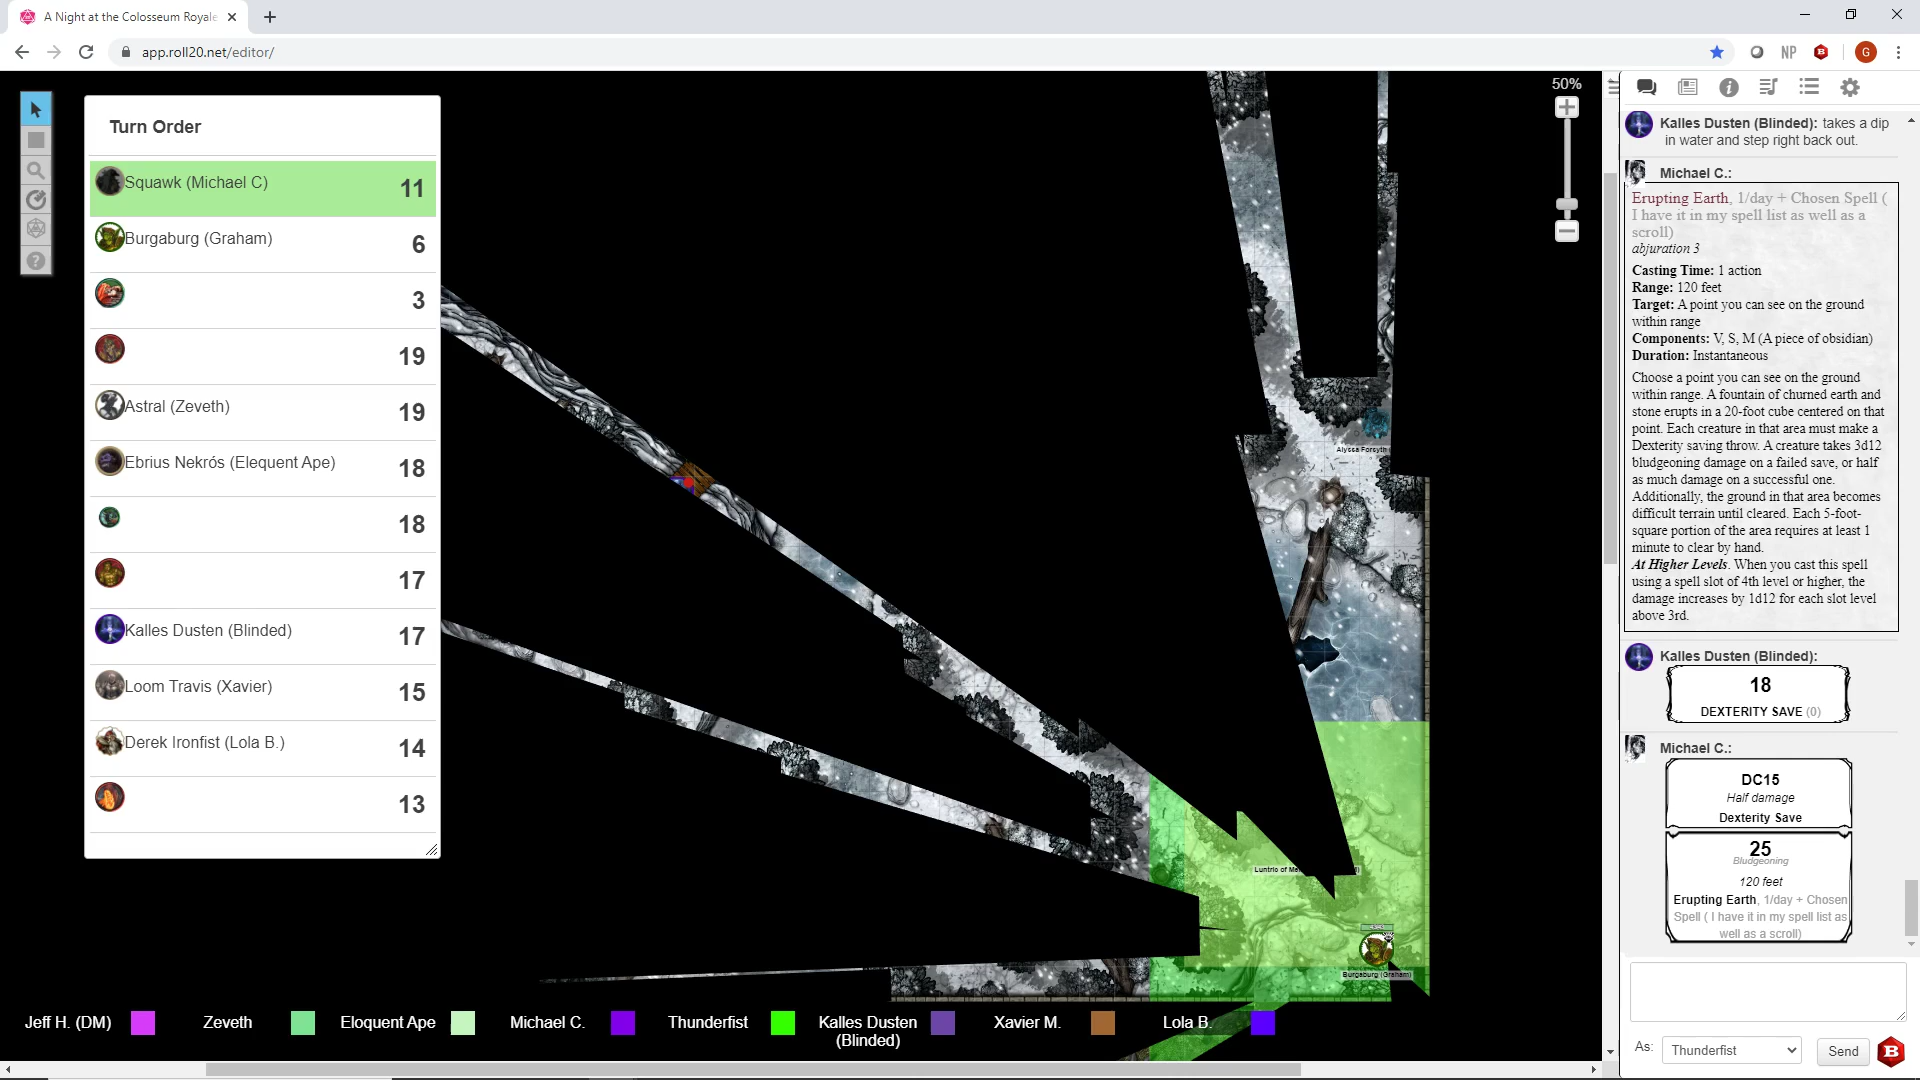 A Night at the Colosseum Royale
app.roll20.net/editor/
NP
G
50%
Turn Order
Squawk (Michael C) 11
Burgaburg (Graham) 6
3
19
Astral (Zeveth) 19
Ebrius Nekrós (Elequent Ape) 18
18
17
Kalles Dusten (Blinded) 17
Loom Travis (Xavier) 15
Derek Ironfist (Lola B.) 14
13
Alyssa Forsyth
Luntrio of
Burgaburg (Graham)
Jeff H. (DM)
Zeveth
Eloquent Ape
Michael C.
Thunderfist
Kalles Dusten
(Blinded)
Xavier M.
Lola B.
Kalles Dusten (Blinded): takes a dip
in water and step right back out.
Michael C.:
Erupting Earth, 1/day + Chosen Spell (
I have it in my spell list as well as a
scroll)
abjuration 3
Casting Time: 1 action
Range: 120 feet
Target: A point you can see on the ground
within range
Components: V, S, M (A piece of obsidian)
Duration: Instantaneous
Choose a point you can see on the ground
within range. A fountain of churned earth and
stone erupts in a 20-foot cube centered on that
point. Each creature in that area must make a
Dexterity saving throw. A creature takes 3d12
bludgeoning damage on a failed save, or half
as much damage on a successful one.
Additionally, the ground in that area becomes
difficult terrain until cleared. Each 5-foot-
square portion of the area requires at least 1
minute to clear by hand.
At Higher Levels. When you cast this spell
using a spell slot of 4th level or higher, the
damage increases by 1d12 for each slot level
above 3rd.
Kalles Dusten (Blinded):
18
DEXTERITY SAVE (0)
Michael C.:
DC15
Half damage
Dexterity Save
25
Bludgeoning
120 feet
Erupting Earth, 1/day + Chosen
Spell ( I have it in my spell list as
well as a scroll)
As:
Thunderfist
Send
B